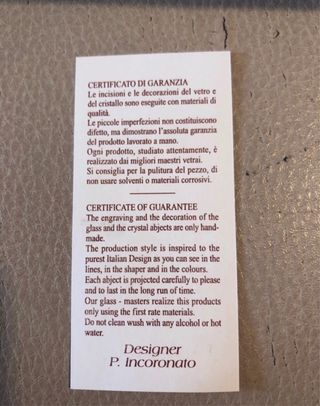 CERTIFICATO DI GARANZIA
Le incisioni e le decorazioni del vetro e
del cristallo sono eseguite con materiali di
qualità.
Le piccole imperfezioni non costituiscono
difetto, ma dimostrano l'assoluta garanzia
del prodotto lavorato a mano.
Ogni prodotto, studiato attentamente, è
realizzato dai migliori maestri vetrai.
Si consiglia per la pulitura del pezzo, di
non usare solventi o materiali corrosivi.
CERTIFICATE OF GUARANTEE
The engraving and the decoration of the
glass and the crystal abjects are only hand-
made.
The production style is inspired to the
purest Italian Design as you can see in the
lines, in the shaper and in the colours.
Each abject is projected carefully to please
and to last in the long run of time.
Our glass - masters realize this products
only using the first rate materials.
Do not clean wush with any alcohol or hot
water.
Designer
P. Incoronato